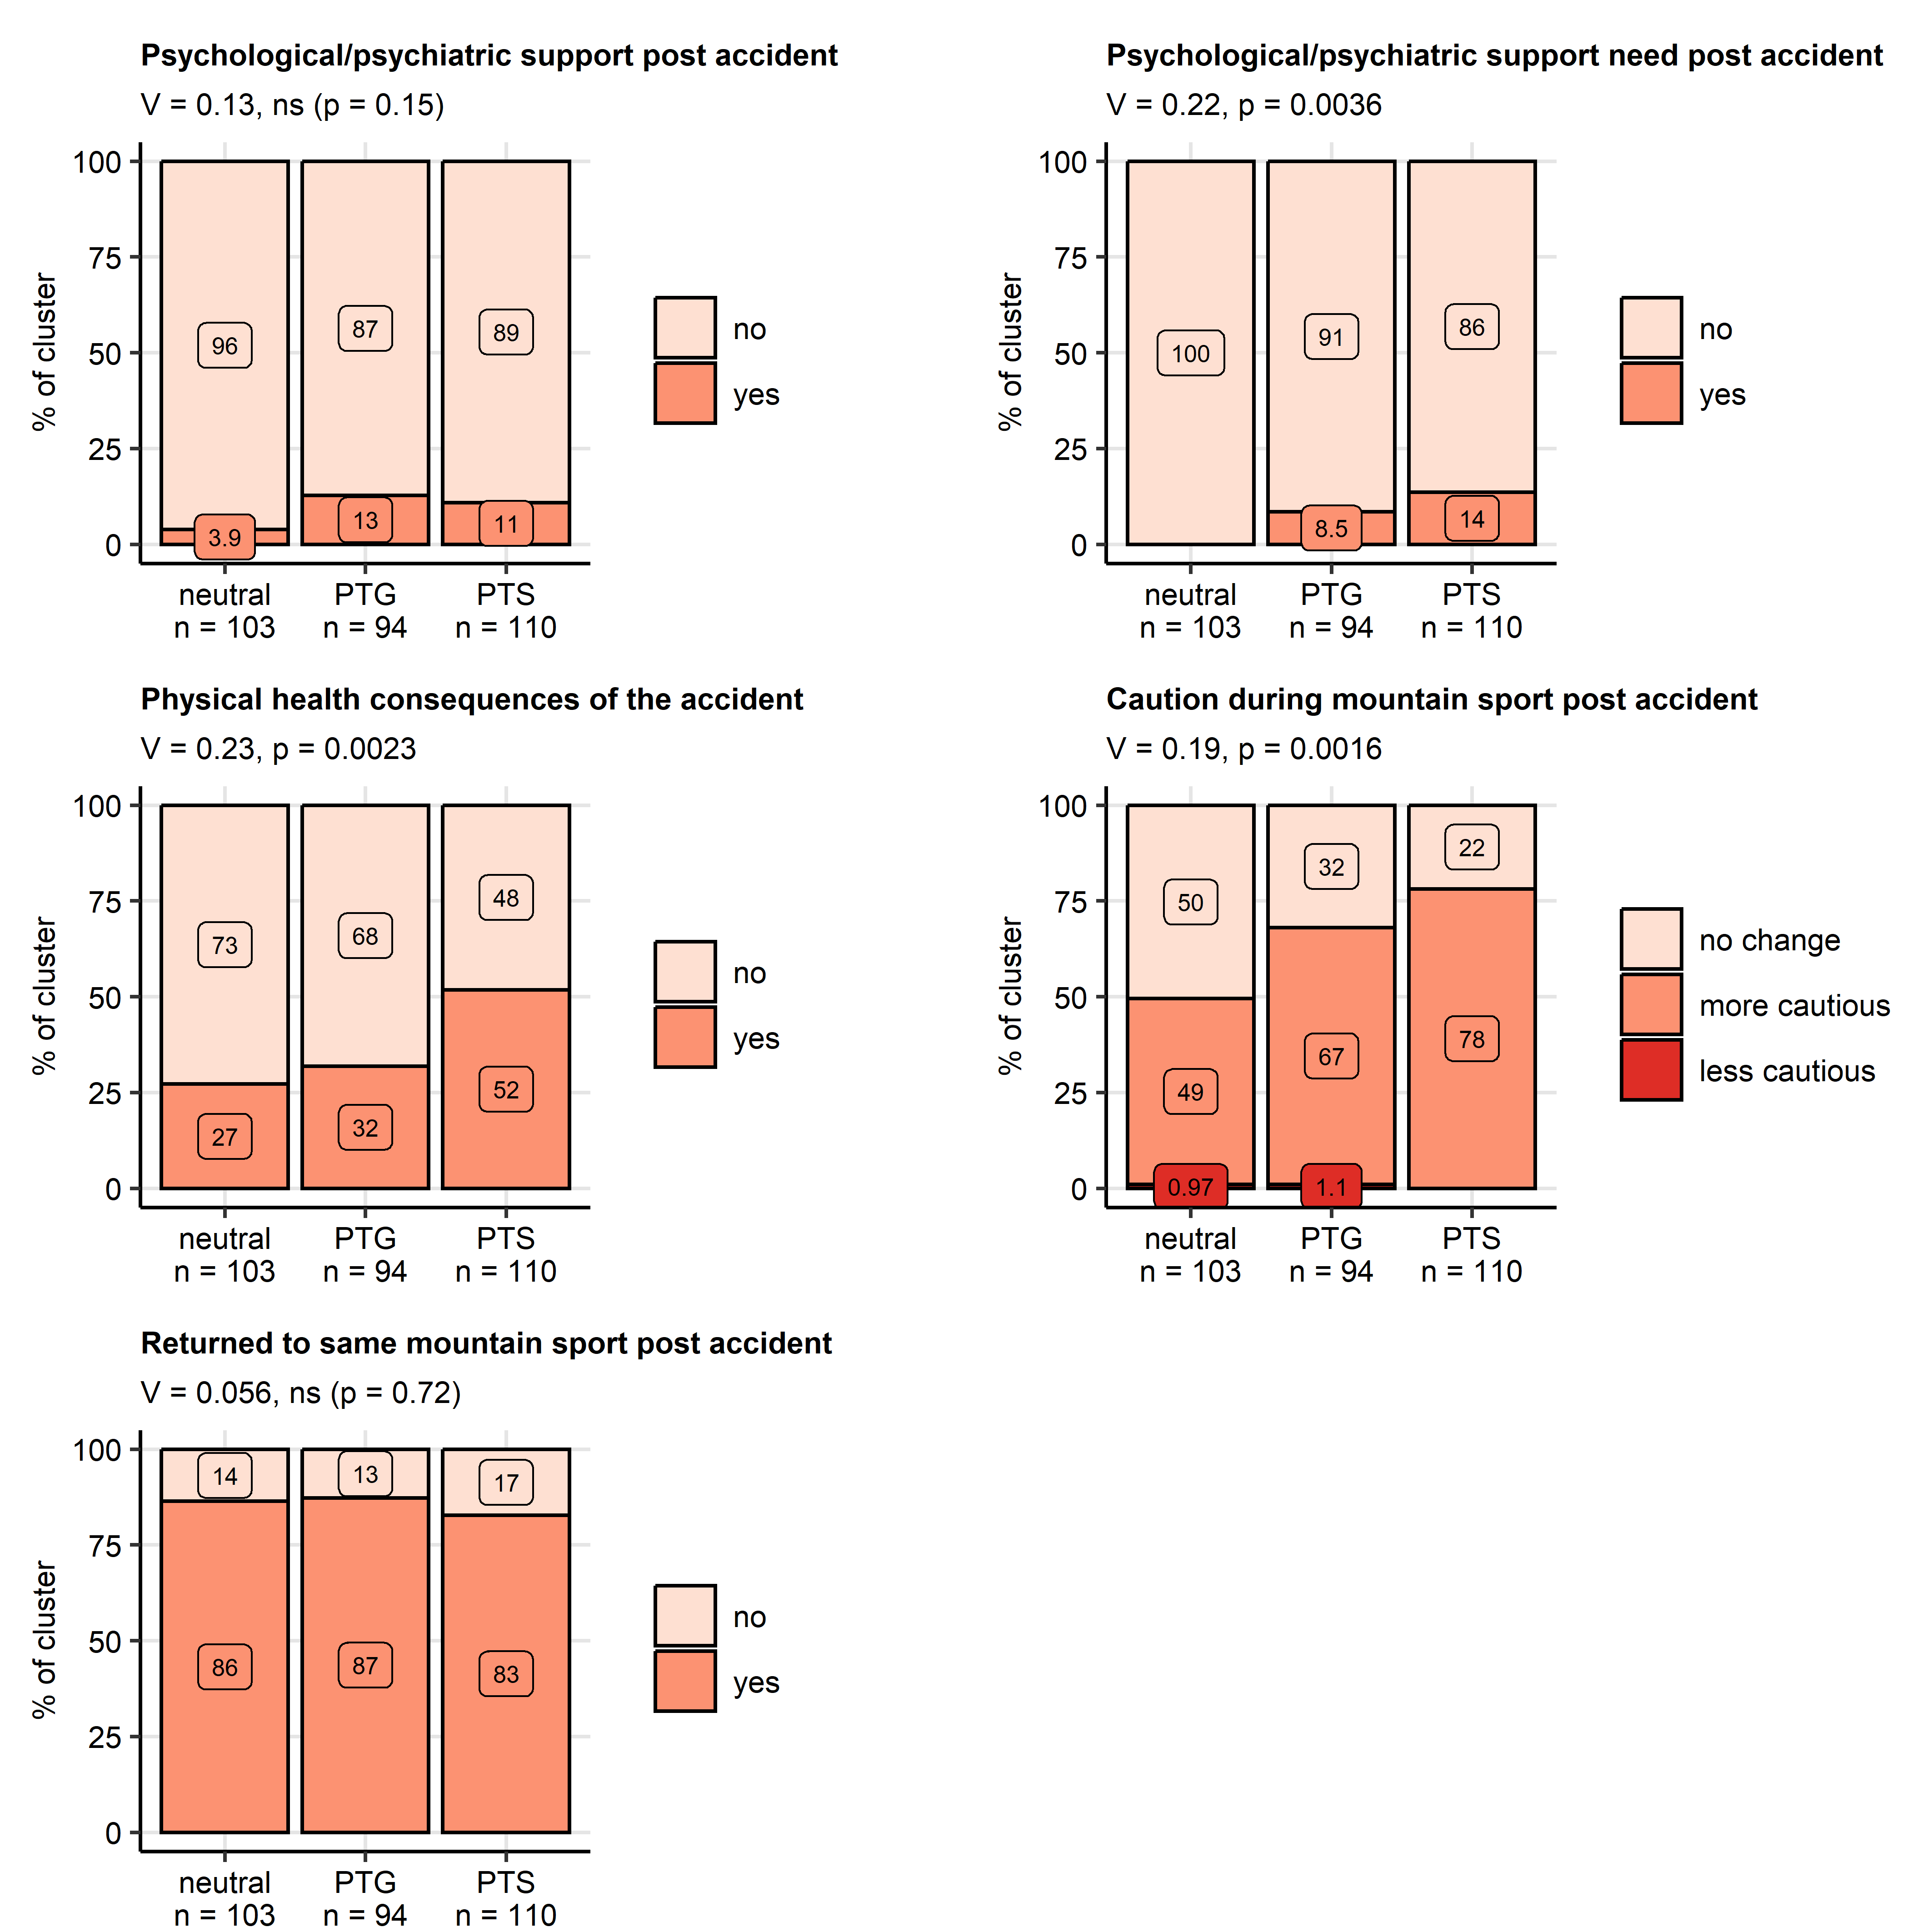 Psychological/psychiatric support post accident
V = 0.13, ns (p = 0.15)
% of cluster
100
75
50
25
0
96
87
89
3.9
13
11
neutral
n = 103
PTG
n = 94
PTS
n = 110
no
yes
Psychological/psychiatric support need post accident
V = 0.22, p = 0.0036
% of cluster
100
75
50
25
0
100
91
86
8.5
14
neutral
n = 103
PTG
n = 94
PTS
n = 110
no
yes
Physical health consequences of the accident
V = 0.23, p = 0.0023
% of cluster
100
75
50
25
0
73
68
48
27
32
52
neutral
n = 103
PTG
n = 94
PTS
n = 110
no
yes
Caution during mountain sport post accident
V = 0.19, p = 0.0016
% of cluster
100
75
50
25
0
50
32
22
49
67
78
0.97
1.1
neutral
n = 103
PTG
n = 94
PTS
n = 110
no change
more cautious
less cautious
Returned to same mountain sport post accident
V = 0.056, ns (p = 0.72)
% of cluster
100
75
50
25
0
14
13
17
86
87
83
neutral
n = 103
PTG
n = 94
PTS
n = 110
no
yes